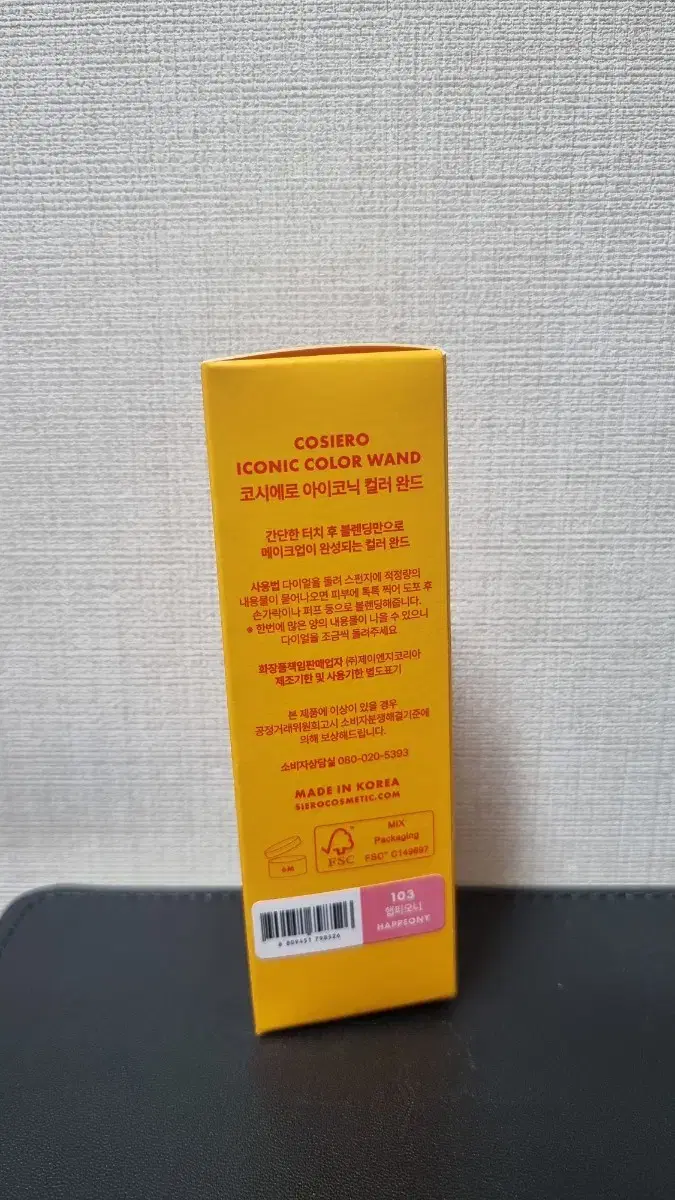 COSIERO
ICONIC COLOR WAND
코시에로 아이코닉 컬러 완드
간단한 터치 후 블렌딩만으로
메이크업이 완성되는 컬러 완드
사용법 다이얼을 돌려 스펀지에 적정량의
내용물이 묻어나오면 피부에 톡톡 찍어 도포 후
손가락이나 퍼프 등으로 블렌딩해줍니다.
※ 한번에 많은 양의 내용물이 나올 수 있으니
다이얼을 조금씩 돌려주세요
화장품책임판매업자 (주)제이엔지코리아
제조기한 및 사용기한 별도표기
본 제품에 이상이 있을 경우
공정거래위원회고시 소비자분쟁해결기준에
의해 보상해드립니다.
소비자상담실 080-020-5393
MADE IN KOREA
SIEROCOSMETIC.COM
6M
FSC™
MIX
Packaging
FSC™ C149697
103
햅삐오니
HAPPEONY